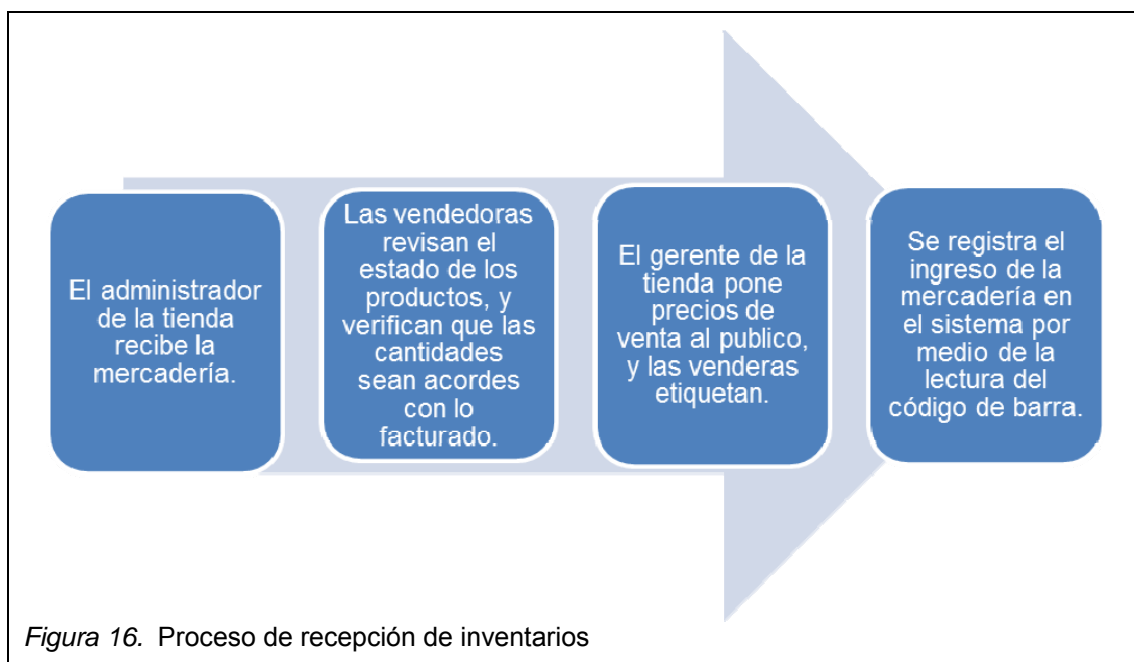 El administrador
de la tienda
recibe la
mercadería.
Las vendedoras
revisan el
estado de los
productos, y
verifican que las
cantidades
sean acordes
con lo
facturado.
El gerente de la
tienda pone
precios de
venta al publico,
y las venderas
etiquetan.
Se registra el
ingreso de la
mercadería en
el sistema por
medio de la
lectura del
código de barra.
Figura 16. Proceso de recepción de inventarios